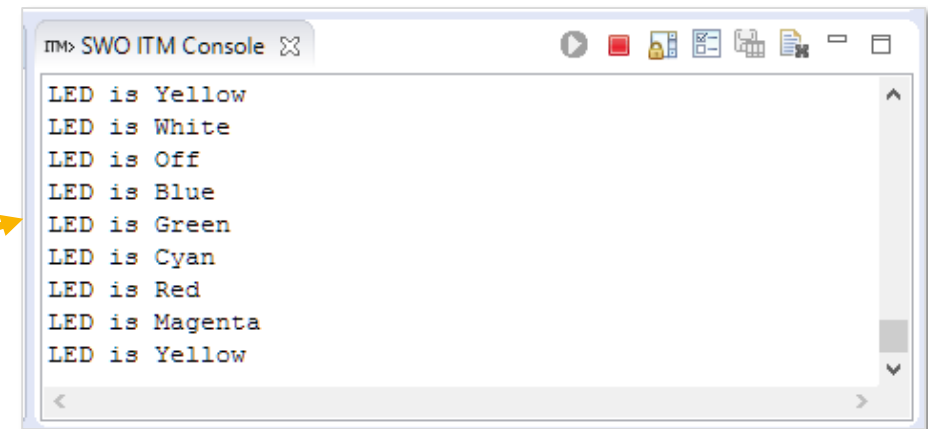 ITM> SWO ITM Console
LED is Yellow
LED is White
LED is Off
LED is Blue
LED is Green
LED is Cyan
LED is Red
LED is Magenta
LED is Yellow